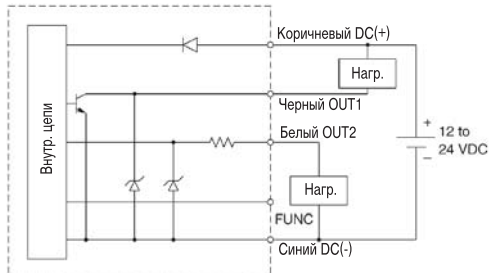 Коричневый DC(+)
Нагр.
Черный OUT1
Белый OUT2
+
12 to
24 VDC
−
Внутр. цепи
Нагр.
FUNC
Синий DC(-)